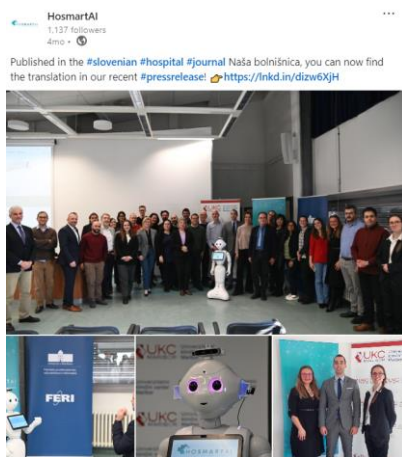 HosmartAI
1.137 followers
4mo •
Published in the #slovenian #hospital #journal Naša bolnišnica, you can now find
the translation in our recent #pressrelease! 👉https://lnkd.in/dizw6XjH
UKC
FERI
UKC
HOSMARTAI
UKC